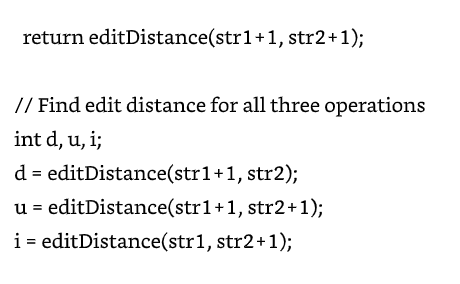 return editDistance(str1+1, str2+1);
// Find edit distance for all three operations
int d, u, i;
d = editDistance(str1+1, str2);
u = editDistance(str1+1, str2+1);
i = editDistance(str1, str2+1);